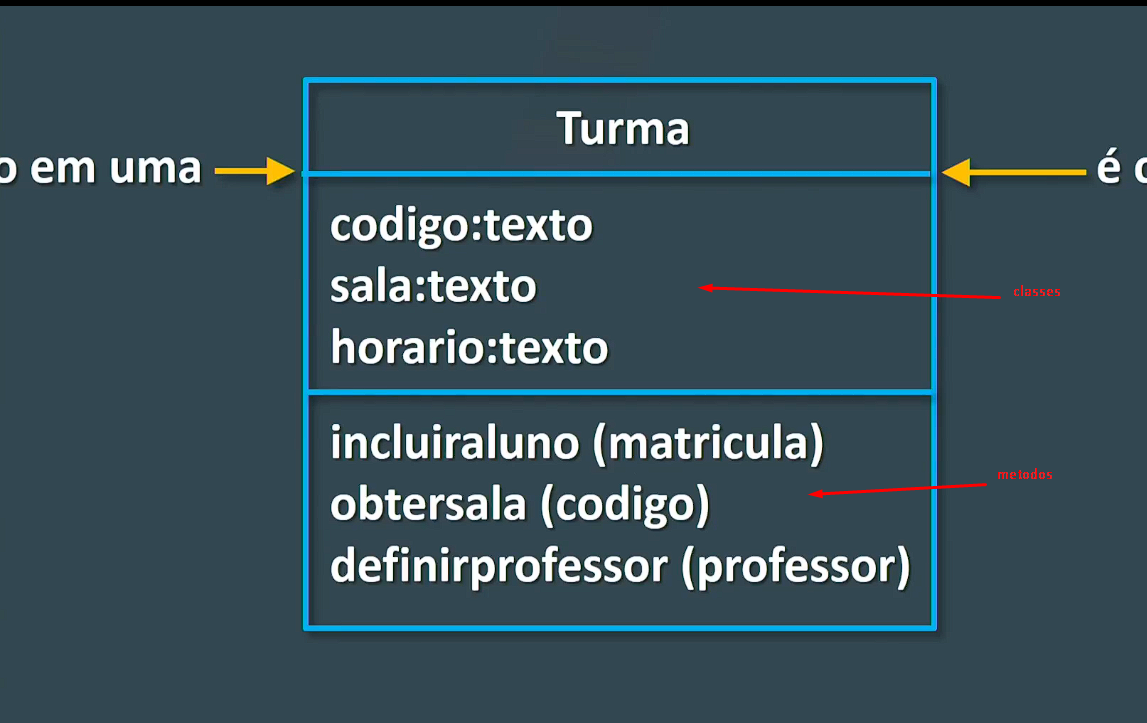 Turma
o em uma
é
codigo:texto
sala:texto
classes
horario:texto
incluiraluno (matricula)
metodos
obtersala (codigo)
definirprofessor (professor)